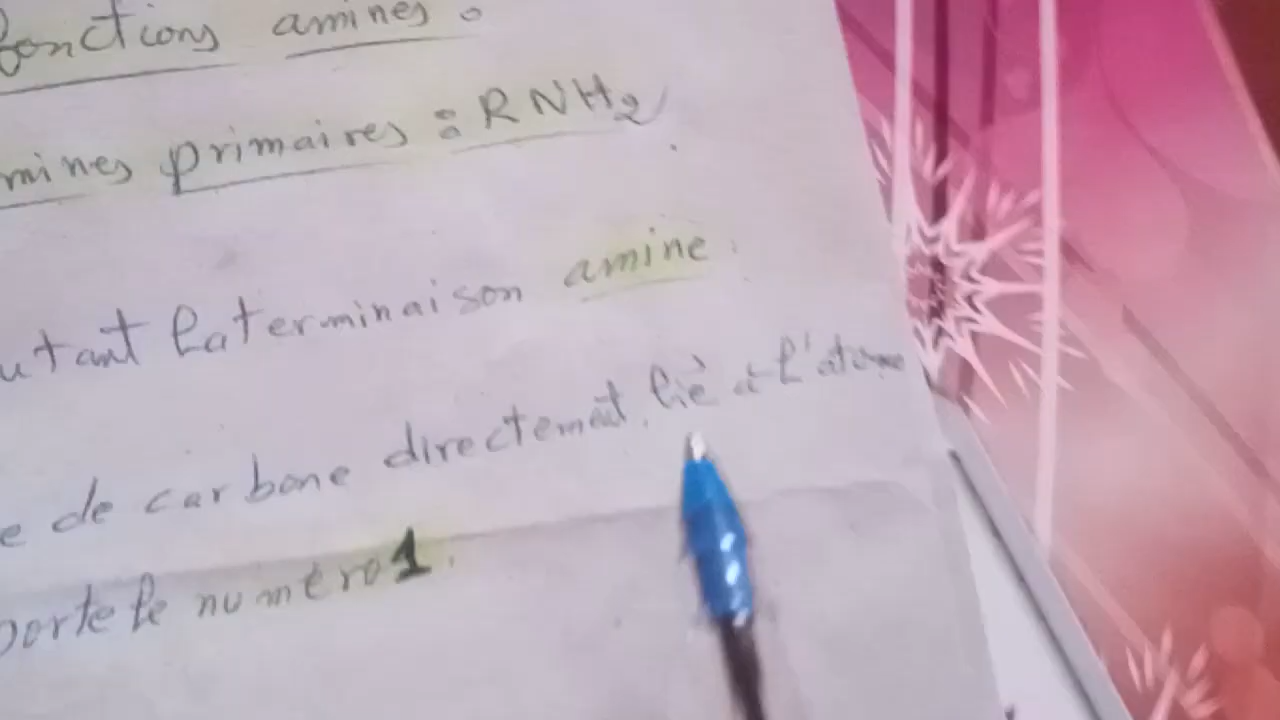 fonctions amines :
mines primaires : RNH2
utant la terminaison amine.
e de carbone directement lié à l'atome
porte le numéro 1.